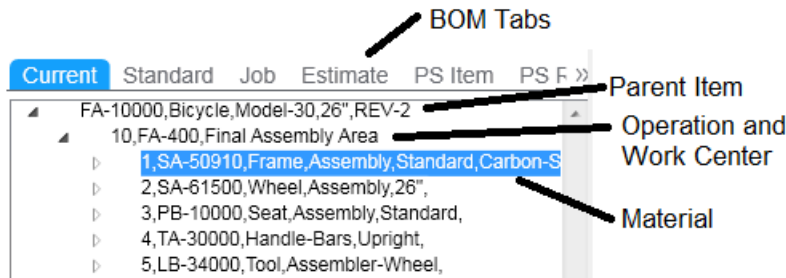 BOM Tabs
Current Standard Job Estimate PS Item PS R »
Parent Item
FA-10000,Bicycle,Model-30,26",REV-2
Operation and
Work Center
10,FA-400,Final Assembly Area
1,SA-50910,Frame,Assembly,Standard,Carbon-S
2,SA-61500,Wheel,Assembly,26",
Material
3,PB-10000,Seat,Assembly,Standard,
4,TA-30000,Handle-Bars,Upright,
5,LB-34000,Tool,Assembler-Wheel,